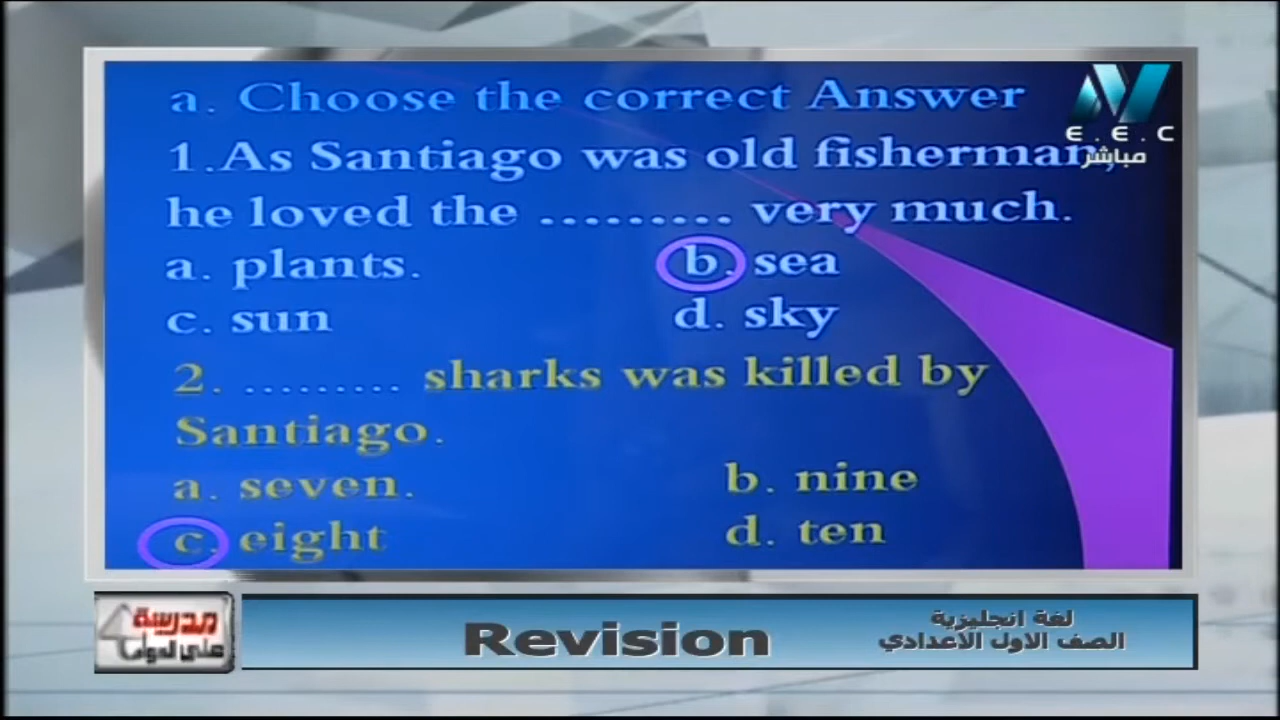 a. Choose the correct Answer
1.As Santiago was old fisherman,
he loved the ......... very much.
a. plants.
b. sea
c. sun
d. sky
2. ......... sharks was killed by
Santiago.
a. seven.
b. nine
c. eight
d. ten
E.E.C
مباشر
مدرسة
على الهواء
Revision
لغة انجليزية
الصف الاول الاعدادي